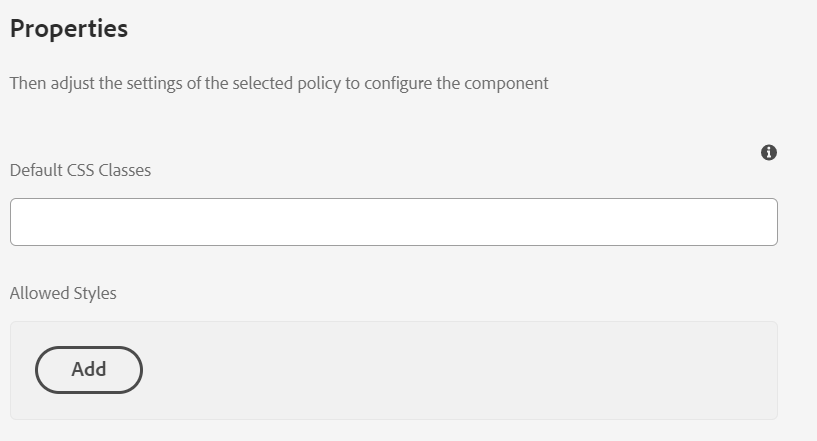 Properties
Then adjust the settings of the selected policy to configure the component
Default CSS Classes
Allowed Styles
Add